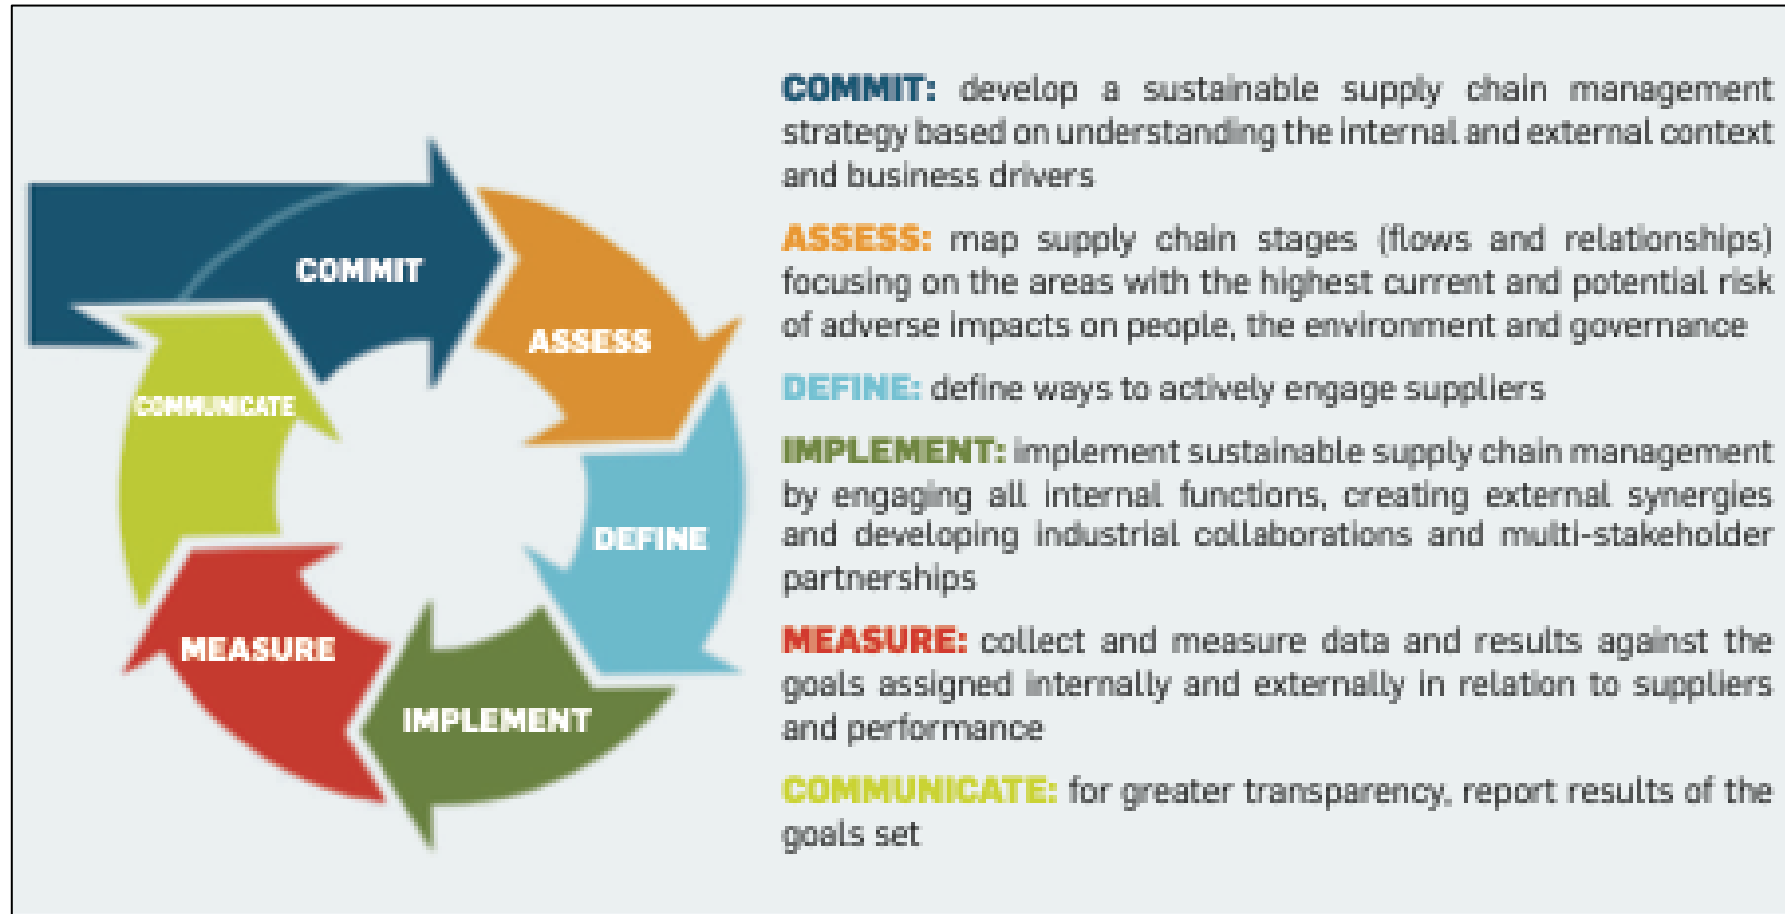 COMMIT
ASSESS
DEFINE
IMPLEMENT
MEASURE
COMMUNICATE
COMMIT: develop a sustainable supply chain management
strategy based on understanding the internal and external context
and business drivers
ASSESS: map supply chain stages (flows and relationships)
focusing on the areas with the highest current and potential risk
of adverse impacts on people, the environment and governance
DEFINE: define ways to actively engage suppliers
IMPLEMENT: implement sustainable supply chain management
by engaging all internal functions, creating external synergies
and developing industrial collaborations and multi-stakeholder
partnerships
MEASURE: collect and measure data and results against the
goals assigned internally and externally in relation to suppliers
and performance
COMMUNICATE: for greater transparency, report results of the
goals set